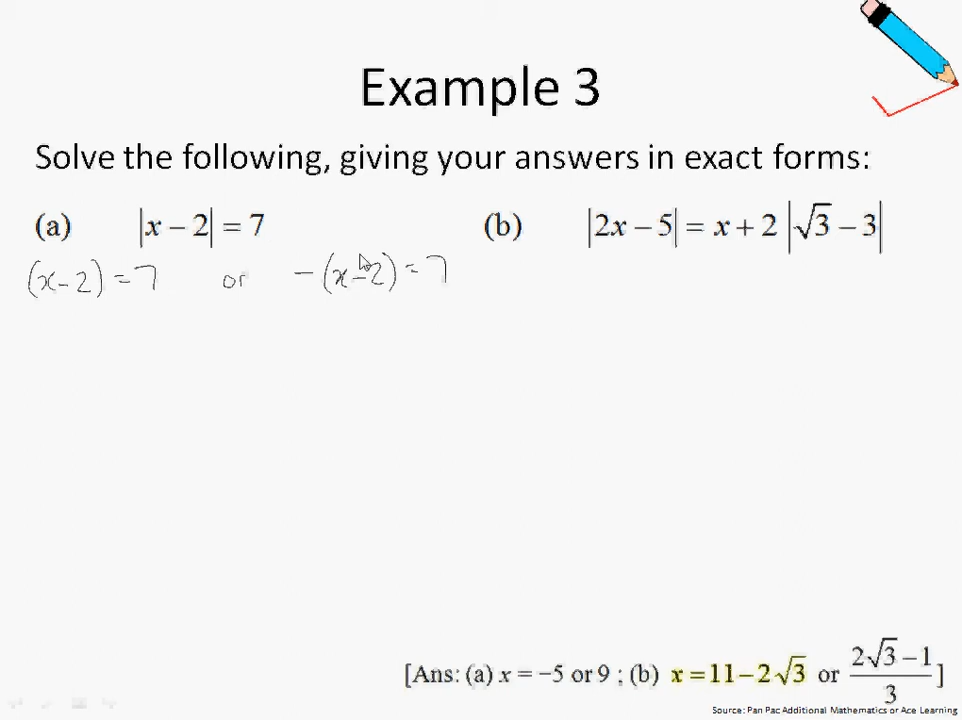 Example 3
Solve the following, giving your answers in exact forms:
(a) |x − 2| = 7 (b) |2x − 5| = x + 2 |√3 − 3|
(x − 2) = 7 or − (x − 2) = 7
[Ans: (a) x = −5 or 9 ; (b) x = 11 − 2√3 or (2√3 − 1)/3]
Source: Pan Pac Additional Mathematics or Ace Learning